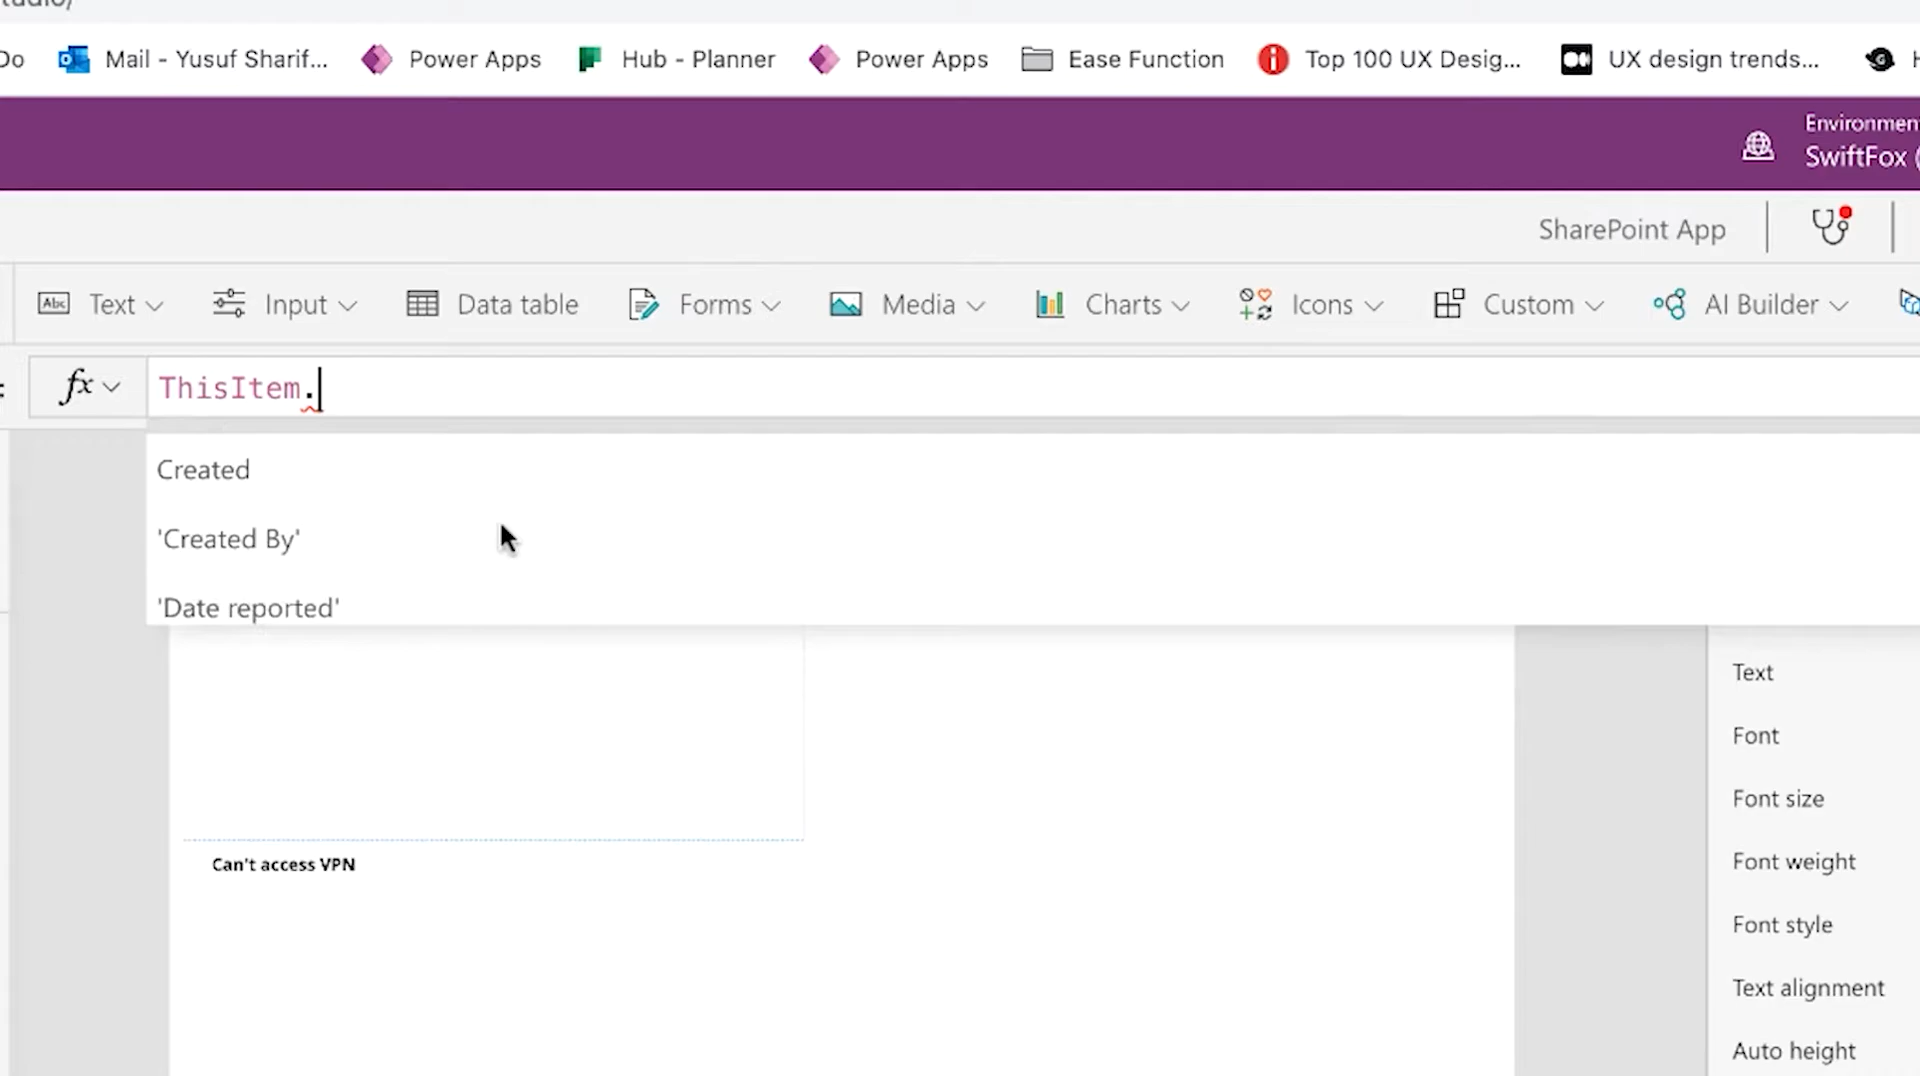 Mail - Yusuf Sharif... Power Apps Hub - Planner Power Apps Ease Function Top 100 UX Desig... UX design trends...
SwiftFox
SharePoint App
Abc Text Input Data table Forms Media Charts Icons Custom AI Builder
fx ThisItem.
Created
'Created By'
'Date reported'
Text
Font
Font size
Can't access VPN
Font weight
Font style
Text alignment
Auto height